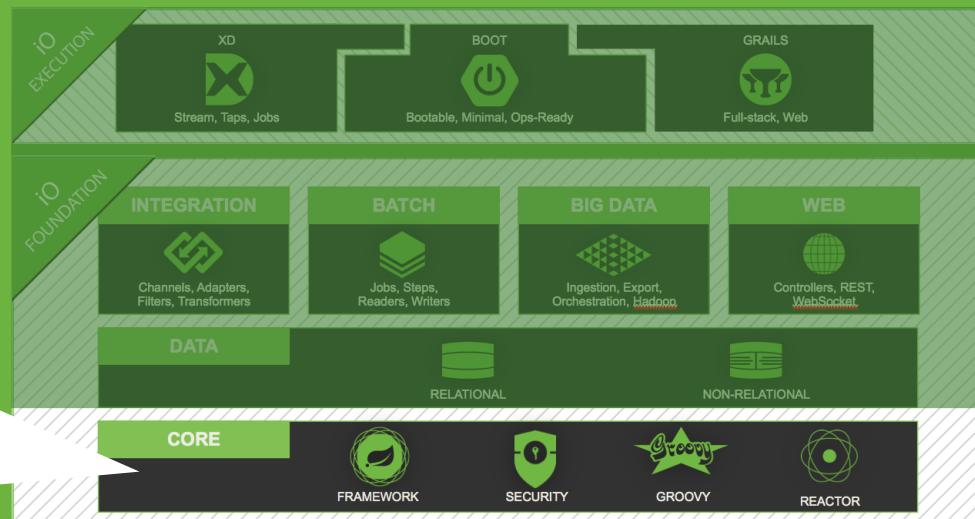 iO
EXECUTION
XD
Stream, Taps, Jobs
BOOT
Bootable, Minimal, Ops-Ready
GRAILS
Full-stack, Web
iO
FOUNDATION
INTEGRATION
Channels, Adapters,
Filters, Transformers
BATCH
Jobs, Steps,
Readers, Writers
BIG DATA
Ingestion, Export,
Orchestration, Hadoop
WEB
Controllers, REST,
WebSocket
DATA
RELATIONAL
NON-RELATIONAL
CORE
FRAMEWORK
SECURITY
Groovy
GROOVY
REACTOR